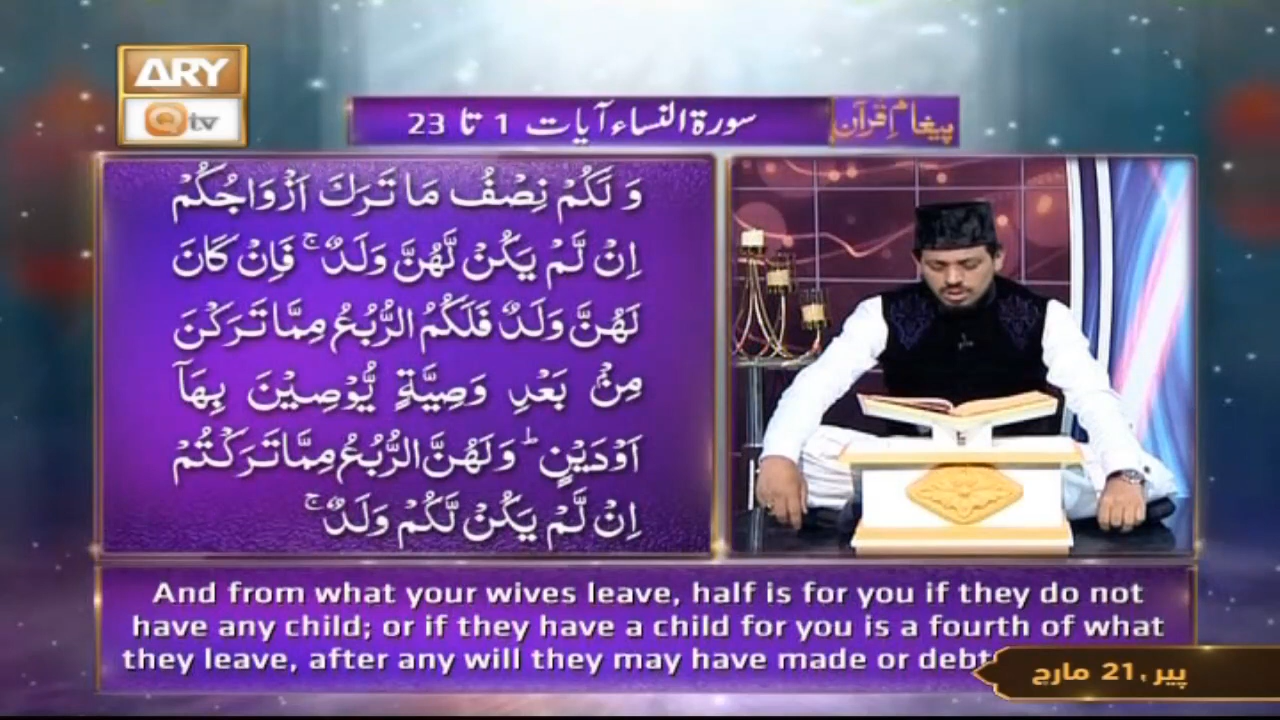 ARY
Qtv
سورۃ النساء آیات 1 تا 23
پیغام قرآن
وَ لَكُمْ نِصْفُ مَا تَرَكَ اَزْوَاجُكُمْ
اِنْ لَّمْ يَكُنْ لَّهُنَّ وَلَدٌ ۚ فَاِنْ كَانَ
لَهُنَّ وَلَدٌ فَلَكُمُ الرُّبُعُ مِمَّا تَرَكْنَ
مِنْۢ بَعْدِ وَصِيَّةٍ يُّوْصِيْنَ بِهَاۤ
اَوْ دَيْنٍ ؕ وَلَهُنَّ الرُّبُعُ مِمَّا تَرَكْتُمْ
اِنْ لَّمْ يَكُنْ لَّكُمْ وَلَدٌ ۚ
And from what your wives leave, half is for you if they do not
have any child; or if they have a child for you is a fourth of what
they leave, after any will they may have made or debt
پیر، 21 مارچ